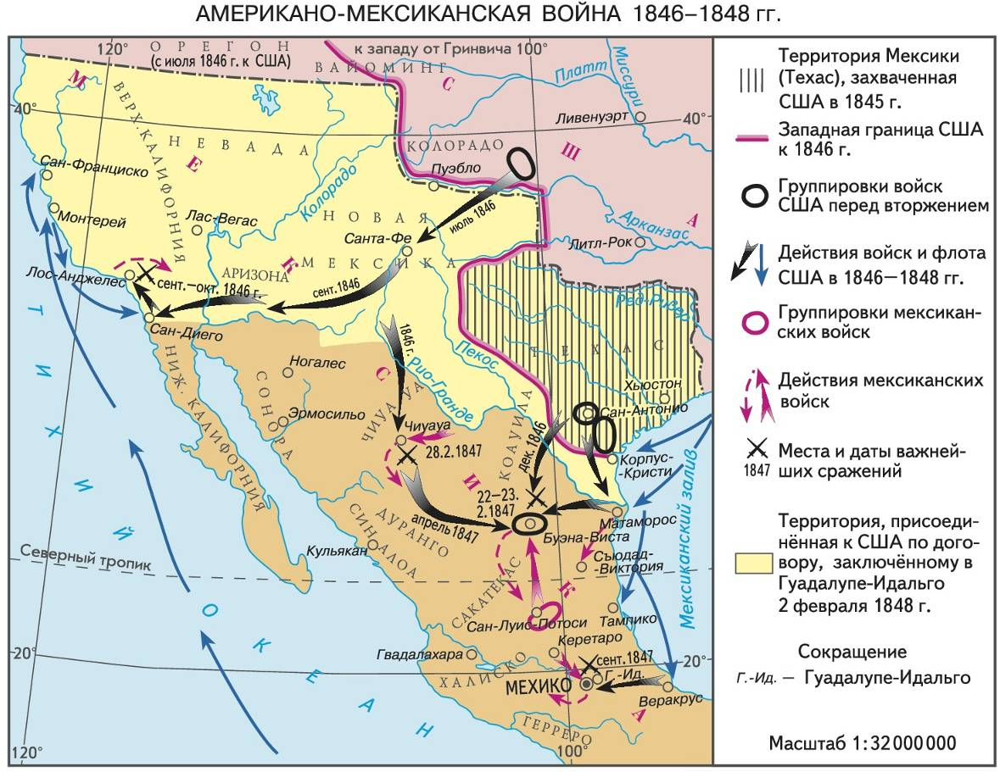 АМЕРИКАНО-МЕКСИКАНСКАЯ ВОЙНА 1846–1848 гг.
120°
ОРЕГОН
(с июля 1846 г. к США)
к западу от Гринвича
100°
ВАЙОМИНГ
С
Платт
Миссури
М
40°
ВЕРХ. КАЛИФОРНИЯ
НЕВАДА
Е
КОЛОРАДО
Ш
Ливенуэрт
40°
Сан-Франциско
Пуэбло
Монтерей
Лас-Вегас
Колорадо
НОВАЯ
июль 1846
Арканзас
А
Санта-Фе
Литл-Рок
МЕКСИКА
К
Лос-Анджелес
сент.–окт. 1846 г.
АРИЗОНА
сент. 1846
Ред-Ривер
Сан-Диего
ТЕХАС
1846 г.
Пекос
Рио-Гранде
НИЖ. КАЛИФОРНИЯ
Ногалес
СОНОРА
С
Хьюстон
Сан-Антонио
Эрмосильо
ЧИУАУА
Чиуауа
28.2.1847
КОАУИЛА
дек. 1846
Корпус-
-Кристи
И
22–23.
2.1847
Мексиканский залив
апрель 1847
Матаморос
Буэна-Виста
СИНАЛОА
ДУРАНГО
Кульякан
Сьюдад-
-Виктория
Северный тропик
САКАТЕКАС
К
Сан-Луис-Потоси
Тампико
Керетаро
Гвадалахара
сент. 1847
20°
20°
ХАЛИСКО
Г.-Ид.
МЕХИКО
Веракрус
А
ГЕРРЕРО
ТИХИЙ ОКЕАН
120°
100°
Территория Мексики
(Техас), захваченная
США в 1845 г.
Западная граница США
к 1846 г.
Группировки войск
США перед вторжением
Действия войск и флота
США в 1846–1848 гг.
Группировки мексикан-
ских войск
Действия мексиканских
войск
1847
Места и даты важней-
ших сражений
Территория, присоеди-
нённая к США по дого-
вору, заключённому в
Гуадалупе-Идальго
2 февраля 1848 г.
Сокращение
Г.-Ид. – Гуадалупе-Идальго
Масштаб 1:32 000 000